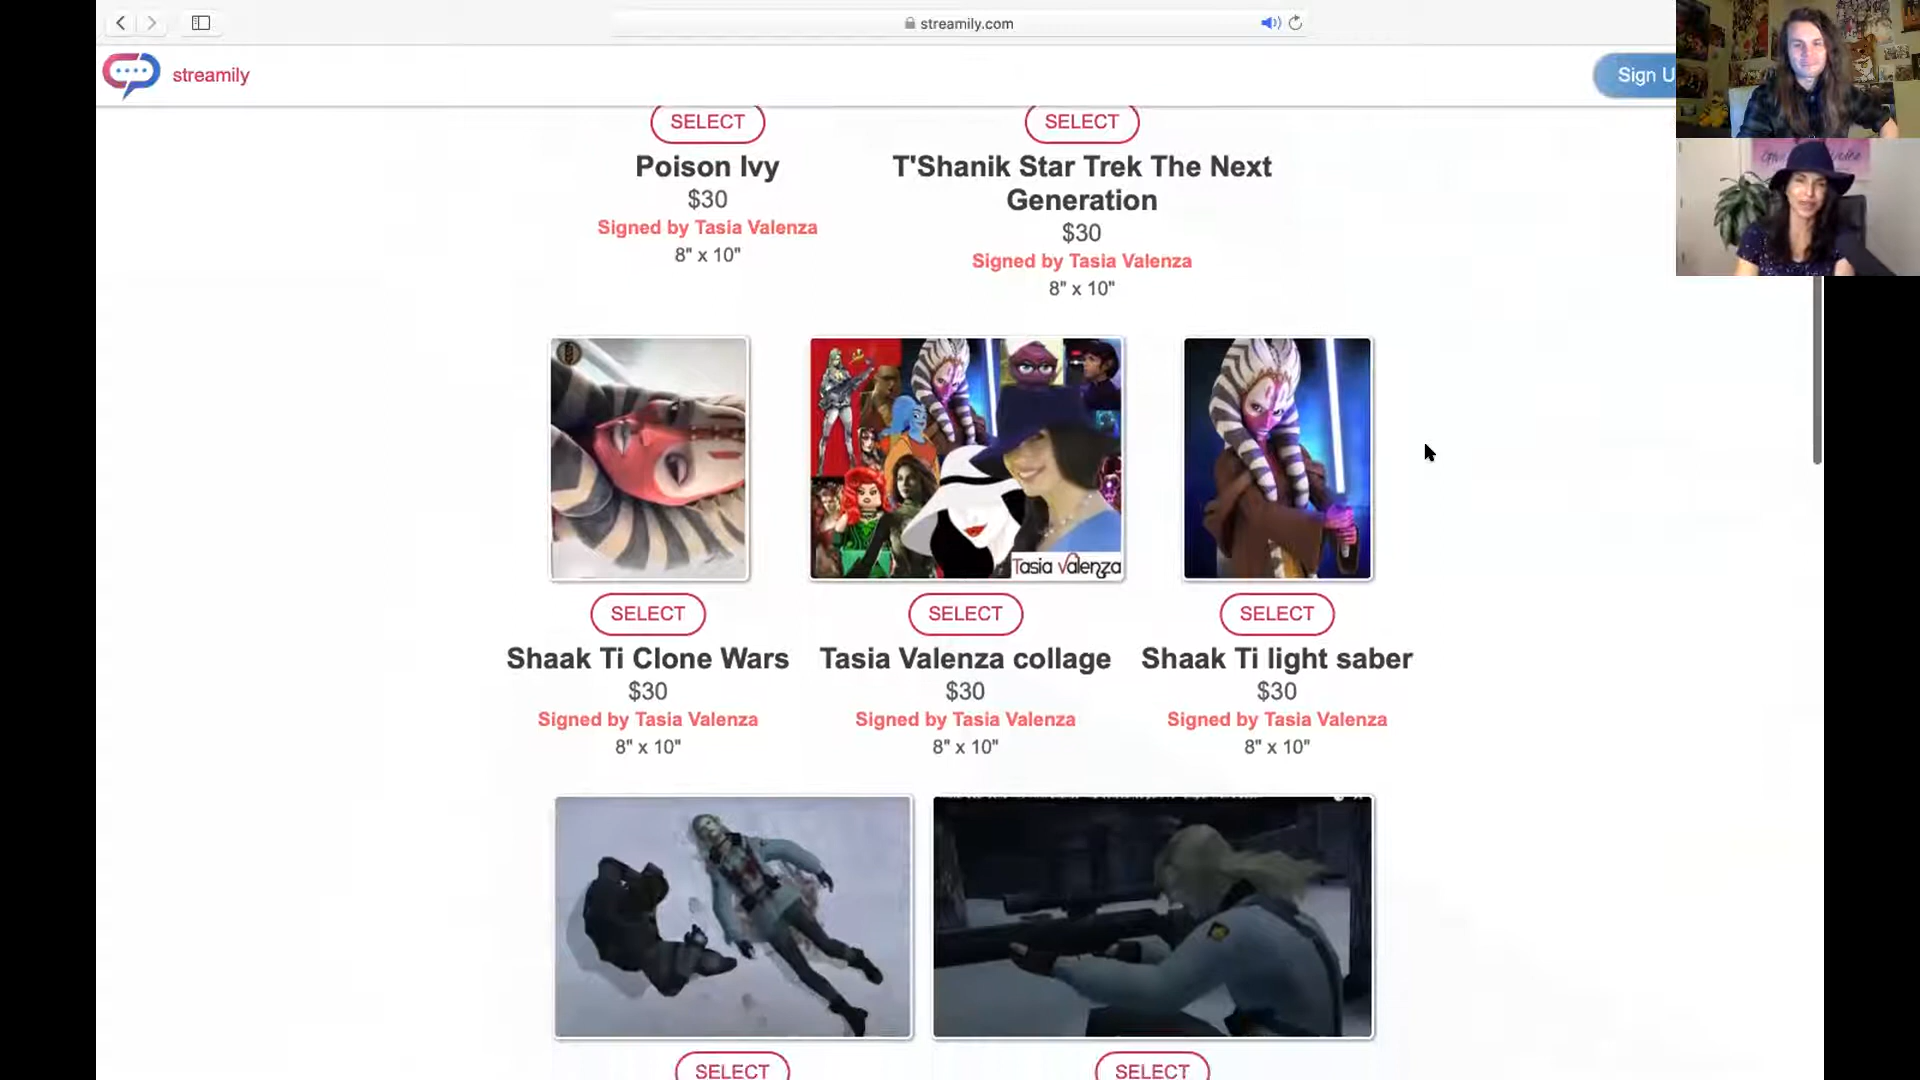 streamily.com
streamily
Sign U
SELECT
SELECT
Poison Ivy
$30
Signed by Tasia Valenza
8" x 10"
T'Shanik Star Trek The Next
Generation
$30
Signed by Tasia Valenza
8" x 10"
Tasia Valenza
SELECT
SELECT
SELECT
Shaak Ti Clone Wars
$30
Signed by Tasia Valenza
8" x 10"
Tasia Valenza collage
$30
Signed by Tasia Valenza
8" x 10"
Shaak Ti light saber
$30
Signed by Tasia Valenza
8" x 10"
SELECT
SELECT